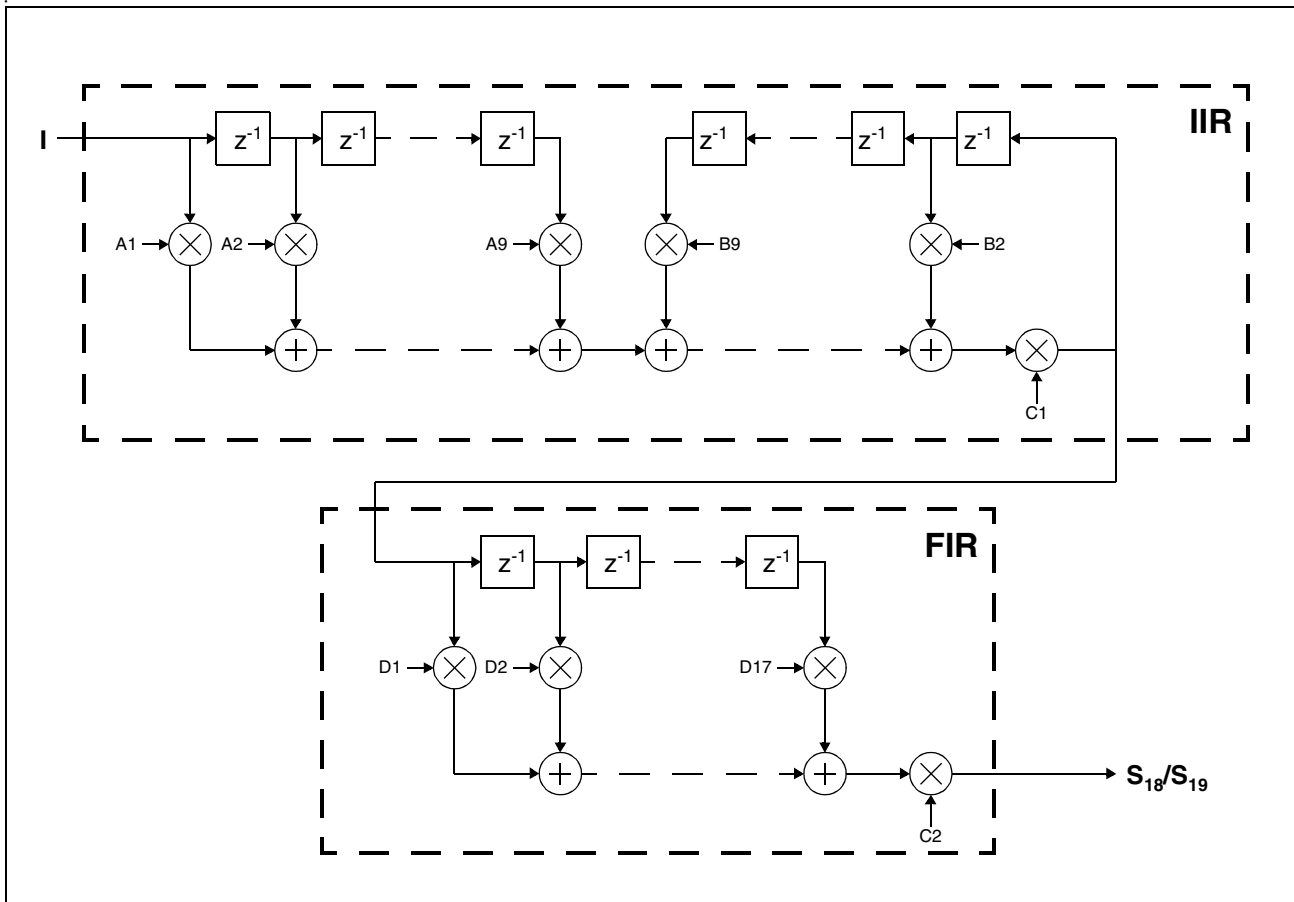 IIR
I z⁻¹ z⁻¹ z⁻¹ z⁻¹ z⁻¹ z⁻¹
A1 A2 A9 B9 B2
C1
FIR
z⁻¹ z⁻¹ z⁻¹
D1 D2 D17
S₁₈/S₁₉
C2